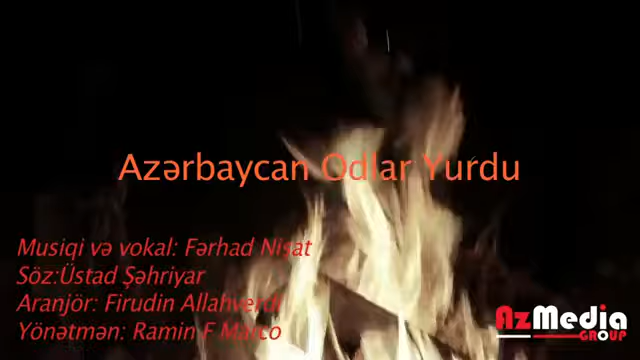 Azərbaycan Odlar Yurdu
Musiqi və vokal: Fərhad Nişat
Söz:Üstad Şəhriyar
Aranjör: Firudin Allahverdi
Yönətmən: Ramin F Marco
AzMedia
GROUP